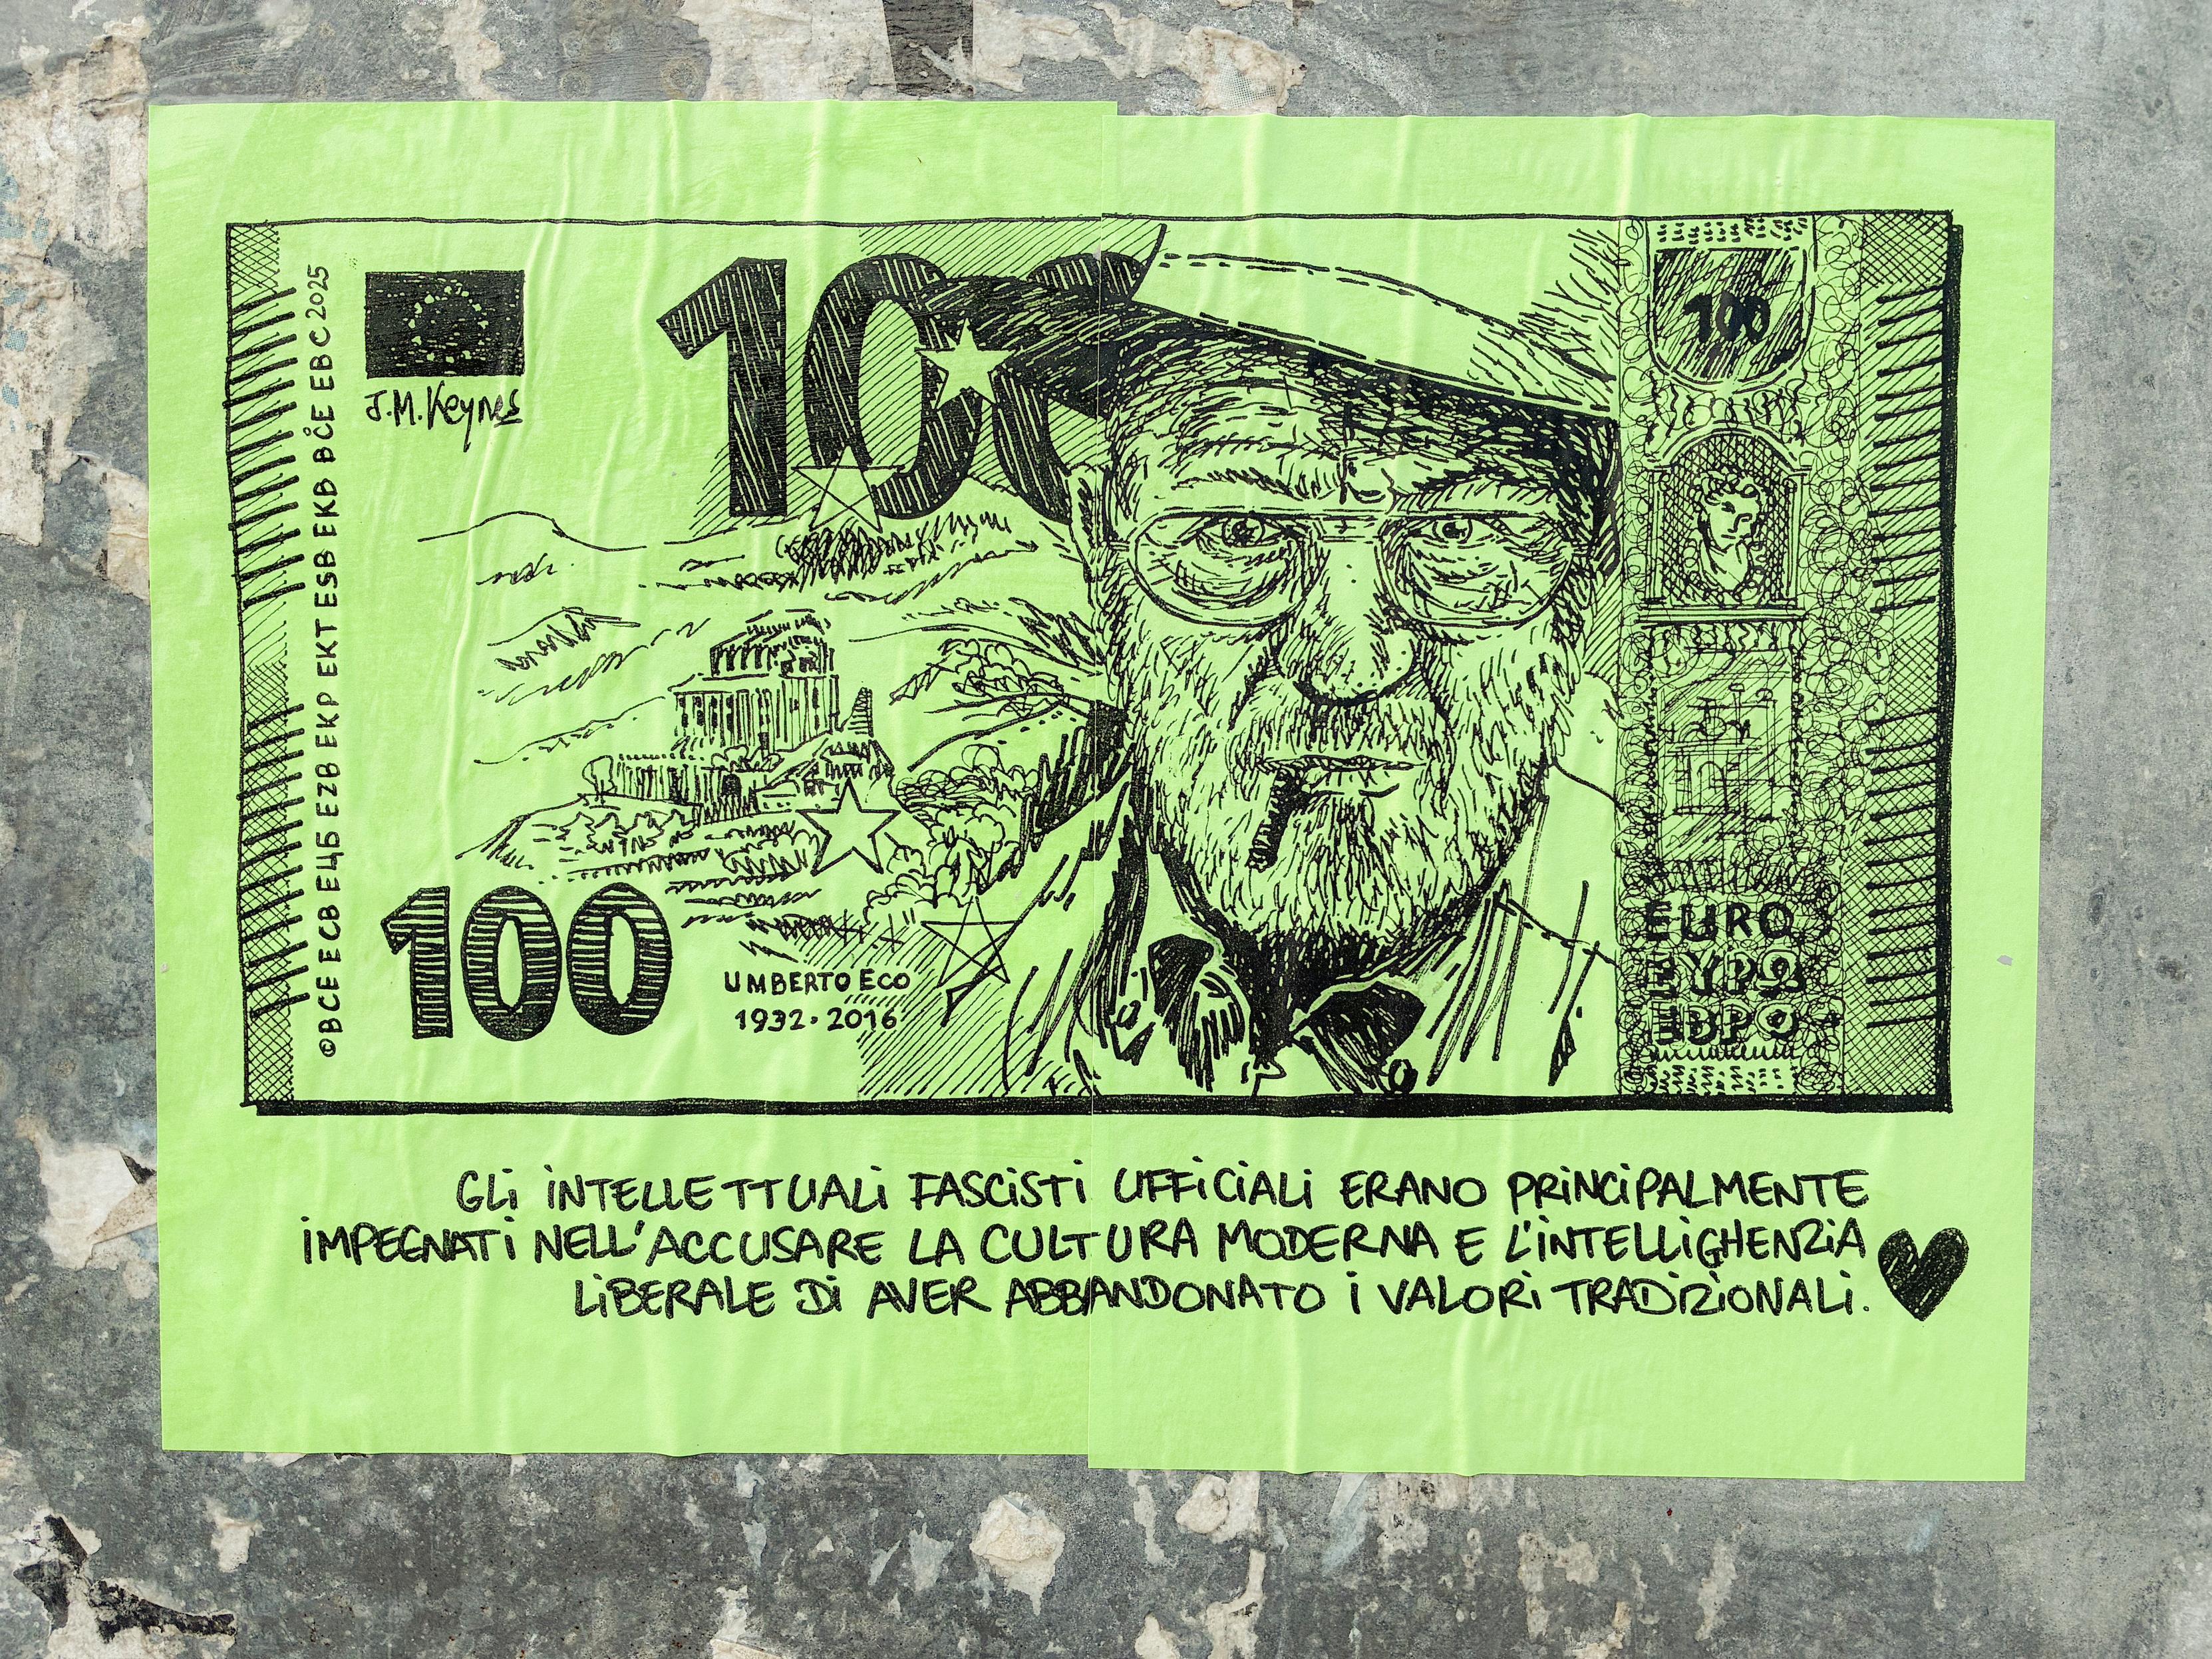 ©BCE ECB ЕЦБ EZB EKP EKT ESB EKB BĊE EBC 2025
J.M. Keynes
100
100
100
UMBERTO ECO
1932 • 2016
EURO
ΕΥΡΩ
ЕВРО
GLI INTELLETTUALI FASCISTI UFFICIALI ERANO PRINCIPALMENTE
IMPEGNATI NELL'ACCUSARE LA CULTURA MODERNA E L'INTELLIGHENZIA
LIBERALE DI AVER ABBANDONATO I VALORI TRADIZIONALI.